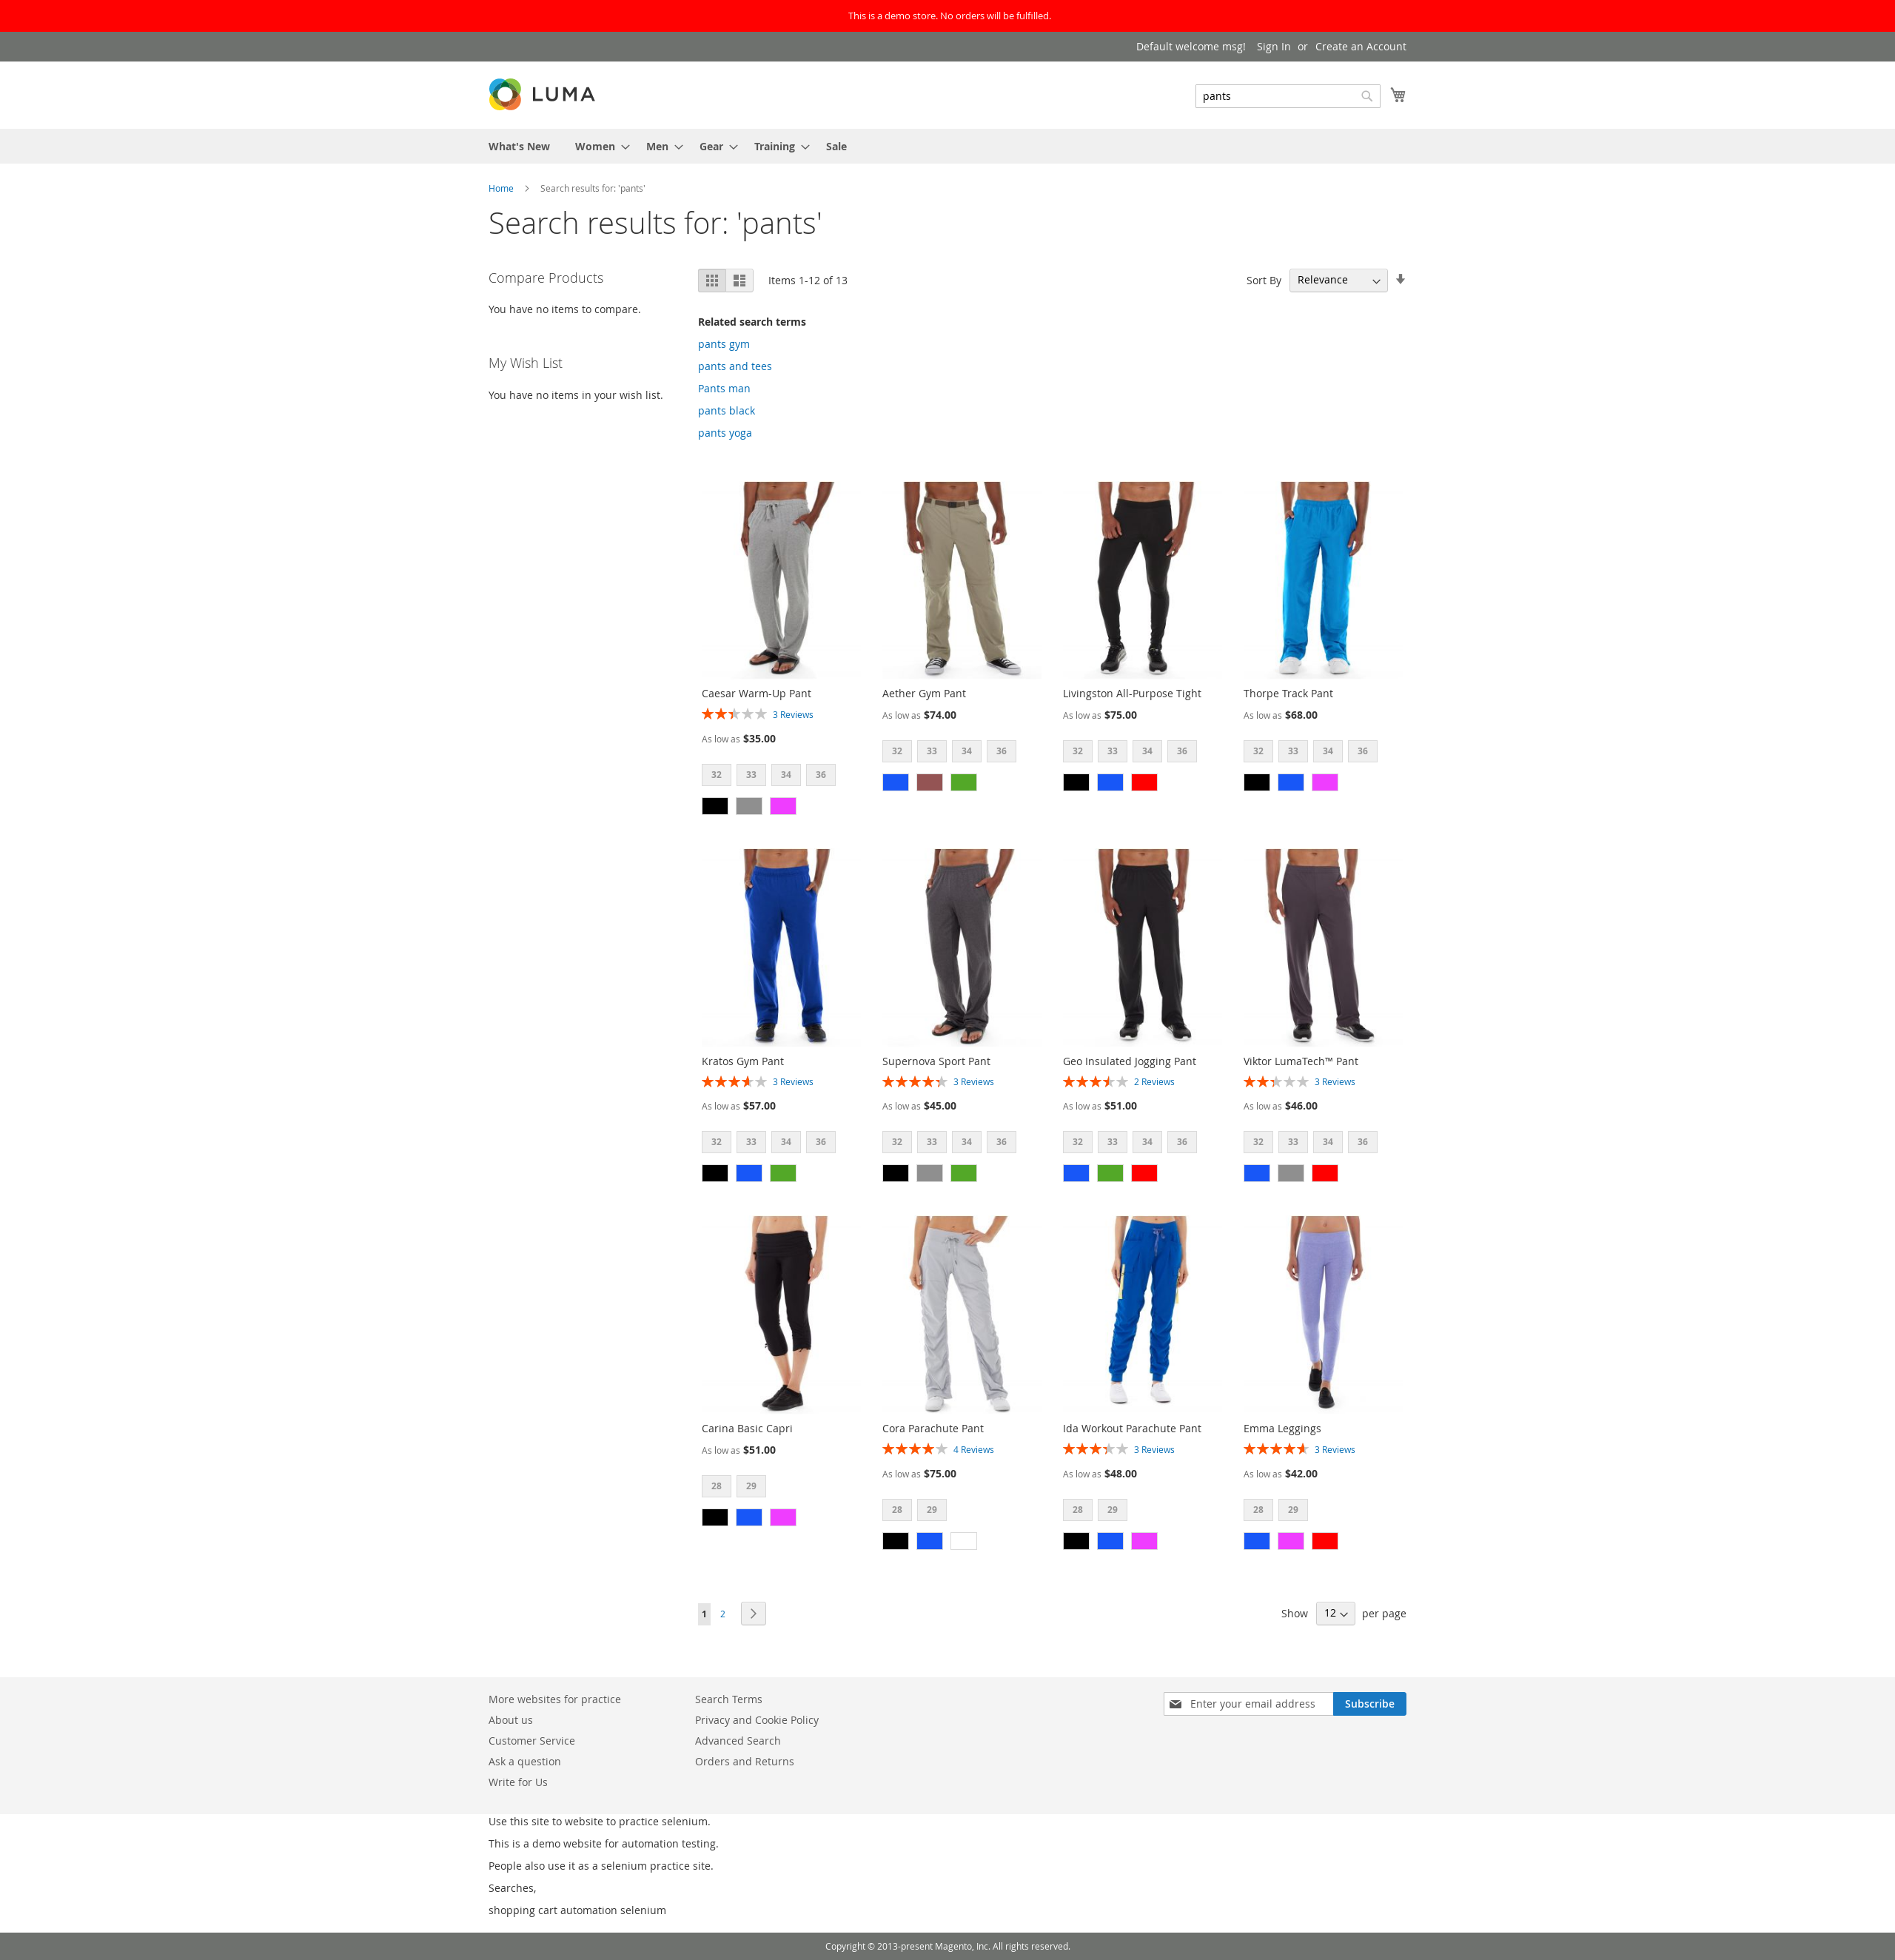 This is a demo store. No orders will be fulfilled.
Default welcome msg! Sign In or Create an Account
LUMA
pants
What's New Women Men Gear Training Sale
Home Search results for: 'pants'
Search results for: 'pants'
Compare Products
You have no items to compare.
My Wish List
You have no items in your wish list.
Items 1-12 of 13
Sort By Relevance
Related search terms
pants gym
pants and tees
Pants man
pants black
pants yoga
Caesar Warm-Up Pant
3 Reviews
As low as $35.00
32 33 34 36
Aether Gym Pant
As low as $74.00
32 33 34 36
Livingston All-Purpose Tight
As low as $75.00
32 33 34 36
Thorpe Track Pant
As low as $68.00
32 33 34 36
Kratos Gym Pant
3 Reviews
As low as $57.00
32 33 34 36
Supernova Sport Pant
3 Reviews
As low as $45.00
32 33 34 36
Geo Insulated Jogging Pant
2 Reviews
As low as $51.00
32 33 34 36
Viktor LumaTech™ Pant
3 Reviews
As low as $46.00
32 33 34 36
Carina Basic Capri
As low as $51.00
28 29
Cora Parachute Pant
4 Reviews
As low as $75.00
28 29
Ida Workout Parachute Pant
3 Reviews
As low as $48.00
28 29
Emma Leggings
3 Reviews
As low as $42.00
28 29
1 2
Show 12 per page
More websites for practice
About us
Customer Service
Ask a question
Write for Us
Search Terms
Privacy and Cookie Policy
Advanced Search
Orders and Returns
Enter your email address Subscribe
Use this site to website to practice selenium.
This is a demo website for automation testing.
People also use it as a selenium practice site.
Searches,
shopping cart automation selenium
Copyright © 2013-present Magento, Inc. All rights reserved.